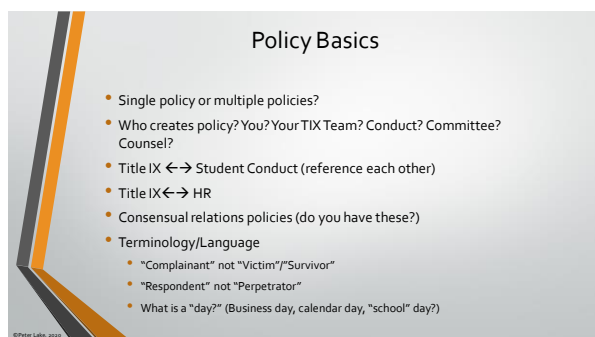 Policy Basics
• Single policy or multiple policies?
• Who creates policy? You? Your TIX Team? Conduct? Committee?
Counsel?
• Title IX ←→ Student Conduct (reference each other)
• Title IX←→ HR
• Consensual relations policies (do you have these?)
• Terminology/Language
• “Complainant” not “Victim”/“Survivor”
• “Respondent” not “Perpetrator”
• What is a “day?” (Business day, calendar day, “school” day?)
©Peter Lake, 2020